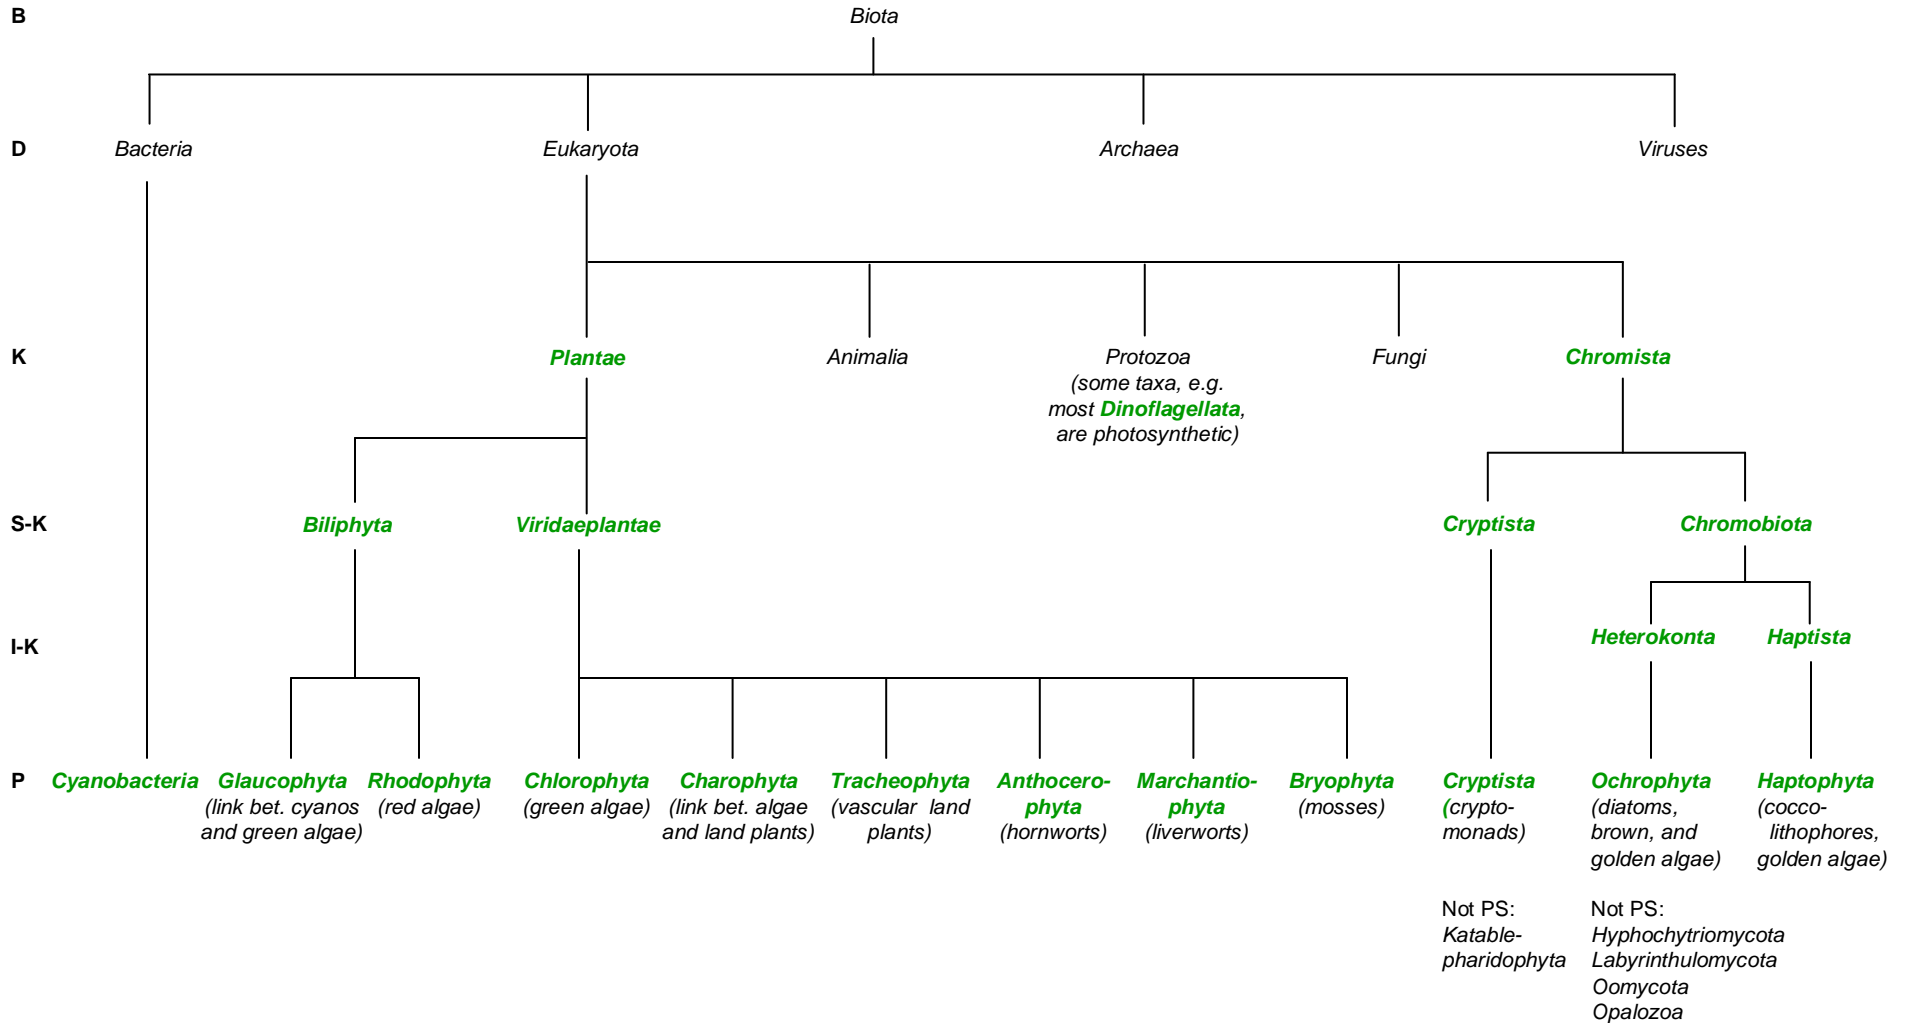 B
Biota
D
Bacteria
Eukaryota
Archaea
Viruses
K
Plantae
Animalia
Protozoa
(some taxa, e.g.
most Dinoflagellata,
are photosynthetic)
Fungi
Chromista
S-K
Biliphyta
Viridaeplantae
Cryptista
Chromobiota
I-K
Heterokonta
Haptista
P
Cyanobacteria
Glaucophyta
(link bet. cyanos
and green algae)
Rhodophyta
(red algae)
Chlorophyta
(green algae)
Charophyta
(link bet. algae
and land plants)
Tracheophyta
(vascular land
plants)
Anthocero-
phyta
(hornworts)
Marchantio-
phyta
(liverworts)
Bryophyta
(mosses)
Cryptista
(crypto-
monads)
Ochrophyta
(diatoms,
brown, and
golden algae)
Haptophyta
(cocco-
lithophores,
golden algae)
Not PS:
Katable-
pharidophyta
Not PS:
Hyphochytriomycota
Labyrinthulomycota
Oomycota
Opalozoa